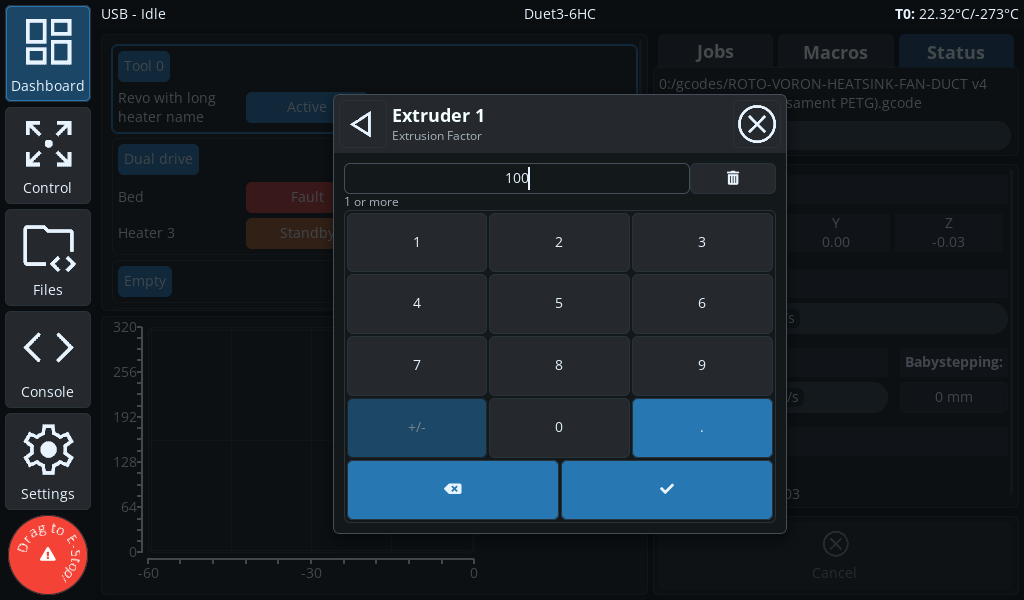 USB - Idle
Duet3-6HC
T0: 22.32°C/-273°C
Dashboard
Control
Files
Console
Settings
Drag to E-Stop!
Tool 0
Revo with long
heater name
Active
Dual drive
Bed
Fault
Heater 3
Standby
Empty
320
256
192
128
64
0
-60
-30
0
Extruder 1
Extrusion Factor
100
1 or more
1
2
3
4
5
6
7
8
9
+/-
0
.
Jobs
Macros
Status
0:/gcodes/ROTO-VORON-HEATSINK-FAN-DUCT v4
sament PETG).gcode
Y
Z
0.00
-0.03
/s
Babystepping:
/s
0 mm
03
Cancel